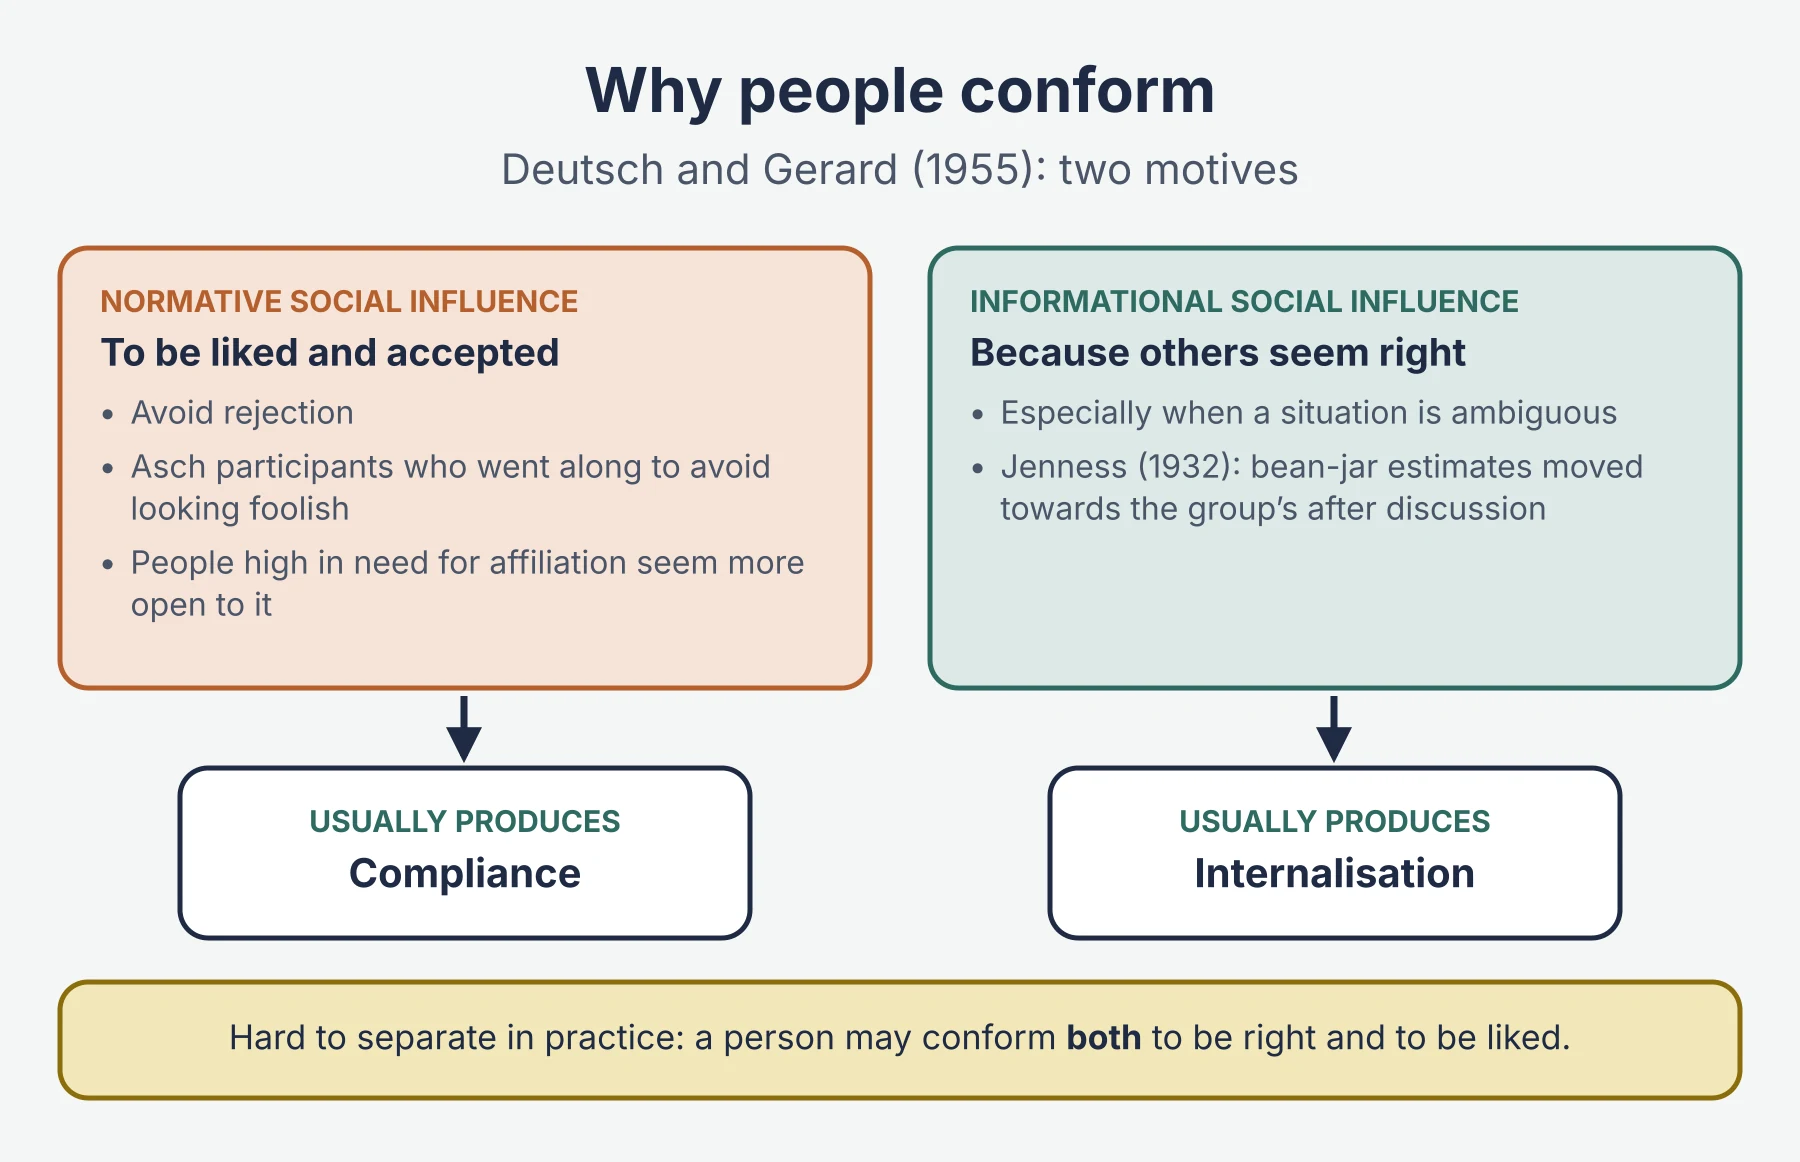 Why people conform
Deutsch and Gerard (1955): two motives
NORMATIVE SOCIAL INFLUENCE
To be liked and accepted
• Avoid rejection
• Asch participants who went along to avoid
looking foolish
• People high in need for affiliation seem more
open to it
INFORMATIONAL SOCIAL INFLUENCE
Because others seem right
• Especially when a situation is ambiguous
• Jenness (1932): bean-jar estimates moved
towards the group’s after discussion
USUALLY PRODUCES
Compliance
USUALLY PRODUCES
Internalisation
Hard to separate in practice: a person may conform both to be right and to be liked.